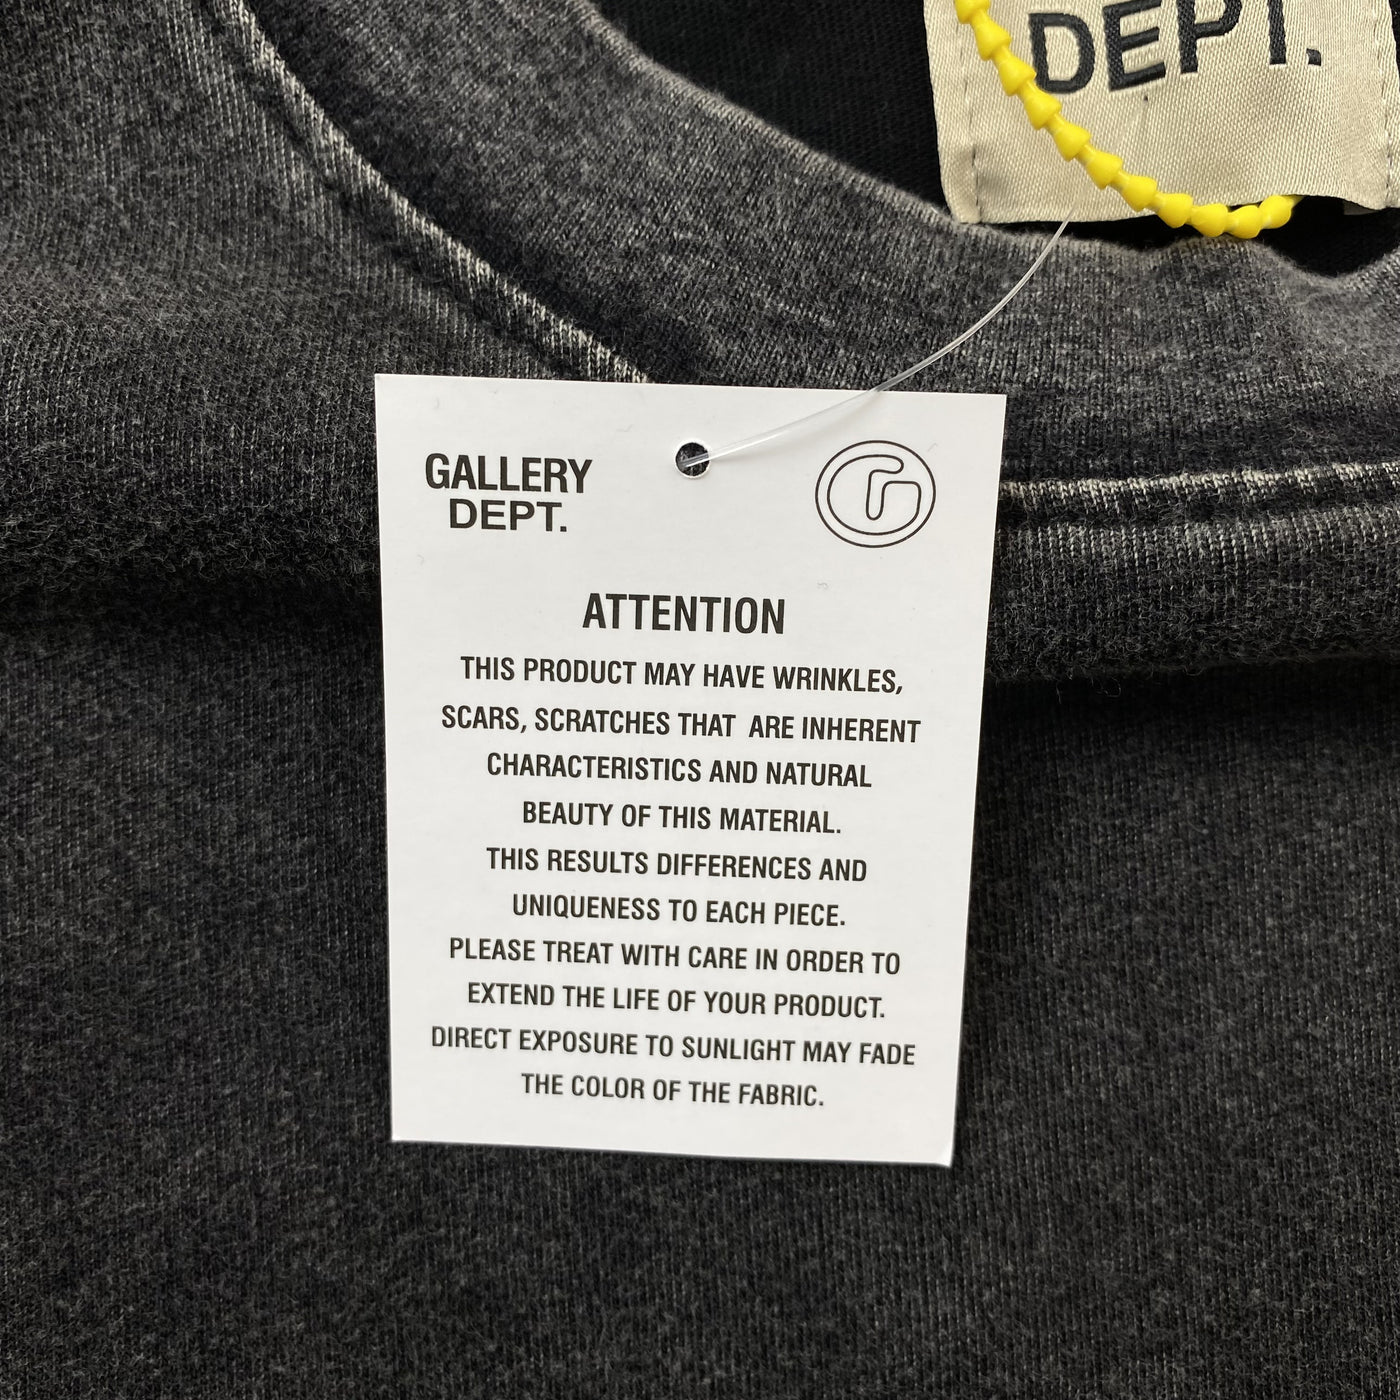 DEPT.
GALLERY
DEPT.
G
ATTENTION
THIS PRODUCT MAY HAVE WRINKLES,
SCARS, SCRATCHES THAT ARE INHERENT
CHARACTERISTICS AND NATURAL
BEAUTY OF THIS MATERIAL.
THIS RESULTS DIFFERENCES AND
UNIQUENESS TO EACH PIECE.
PLEASE TREAT WITH CARE IN ORDER TO
EXTEND THE LIFE OF YOUR PRODUCT.
DIRECT EXPOSURE TO SUNLIGHT MAY FADE
THE COLOR OF THE FABRIC.